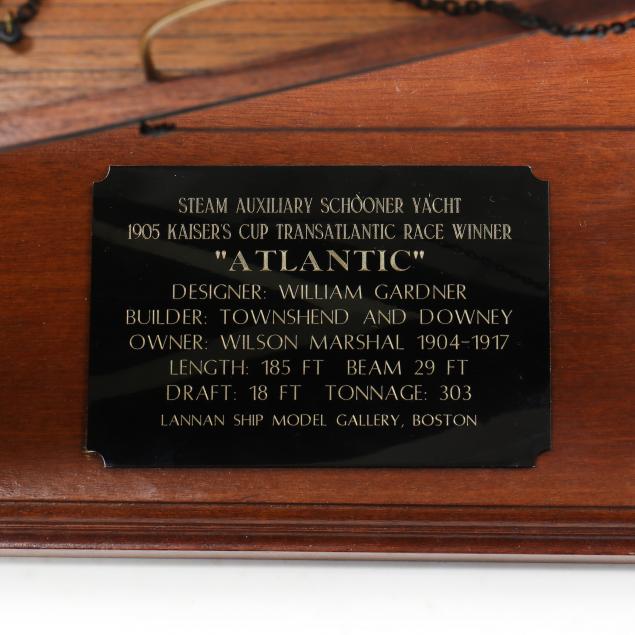 STEAM AUXILIARY SCHOONER YACHT
1905 KAISER'S CUP TRANSATLANTIC RACE WINNER
"ATLANTIC"
DESIGNER: WILLIAM GARDNER
BUILDER: TOWNSHEND AND DOWNEY
OWNER: WILSON MARSHAL 1904-1917
LENGTH: 185 FT BEAM 29 FT
DRAFT: 18 FT TONNAGE: 303
LANNAN SHIP MODEL GALLERY, BOSTON